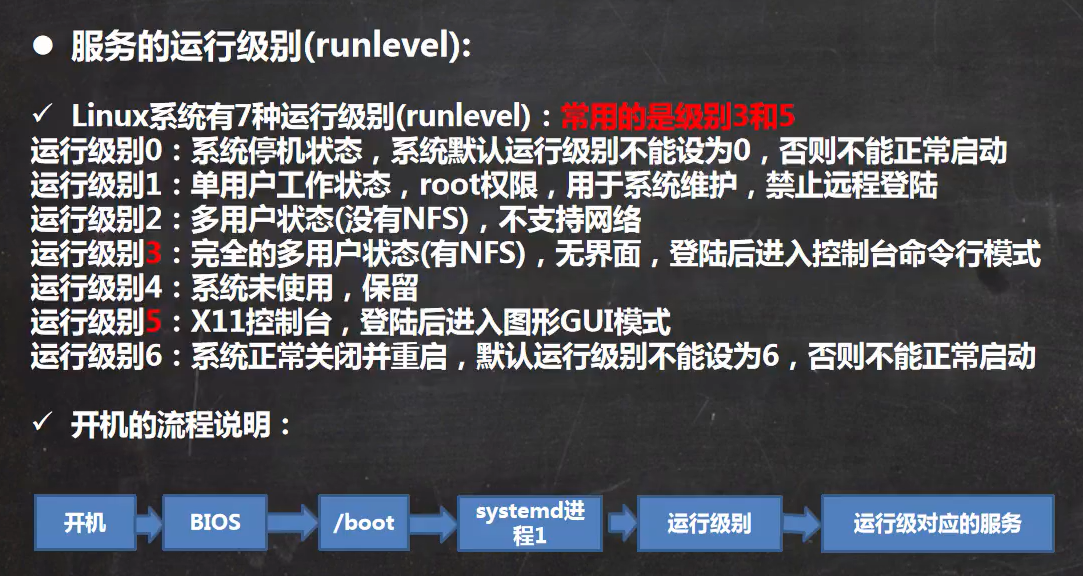 ● 服务的运行级别(runlevel):
✓ Linux系统有7种运行级别(runlevel)：常用的是级别3和5
运行级别0：系统停机状态，系统默认运行级别不能设为0，否则不能正常启动
运行级别1：单用户工作状态，root权限，用于系统维护，禁止远程登陆
运行级别2：多用户状态(没有NFS)，不支持网络
运行级别3：完全的多用户状态(有NFS)，无界面，登陆后进入控制台命令行模式
运行级别4：系统未使用，保留
运行级别5：X11控制台，登陆后进入图形GUI模式
运行级别6：系统正常关闭并重启，默认运行级别不能设为6，否则不能正常启动
✓ 开机的流程说明：
开机
BIOS
/boot
systemd进
程1
运行级别
运行级对应的服务